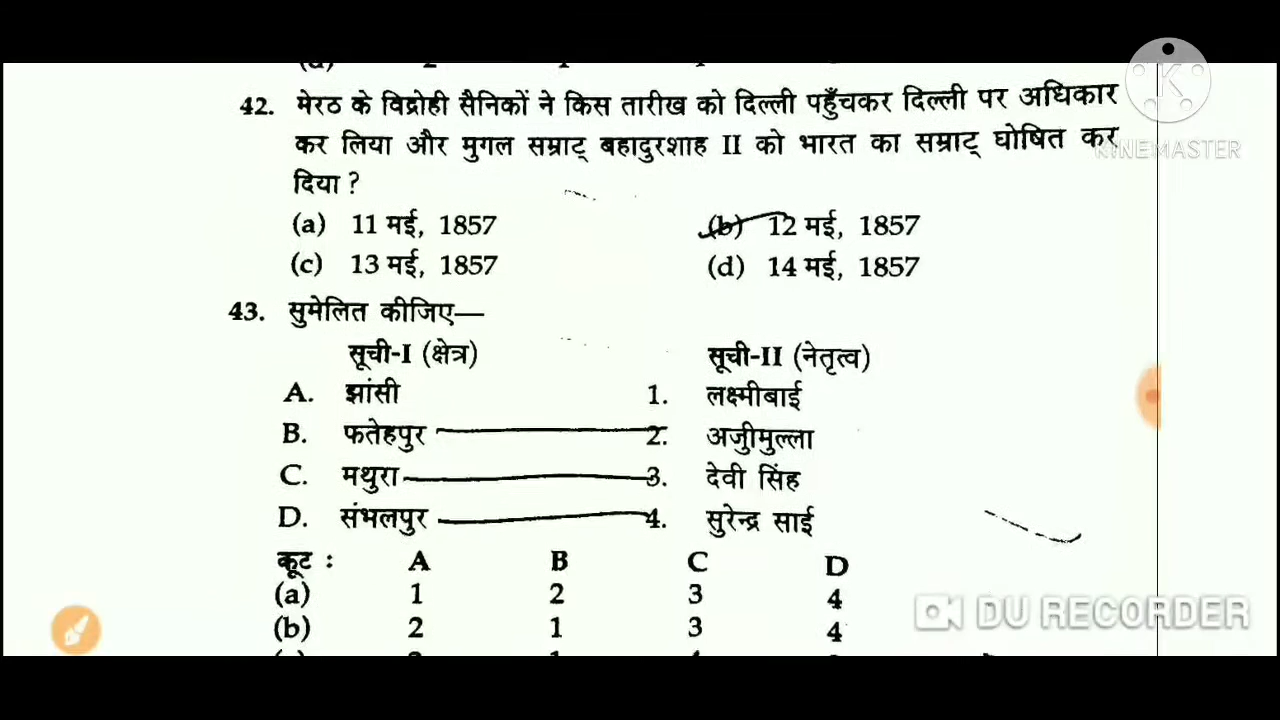 42. मेरठ के विद्रोही सैनिकों ने किस तारीख को दिल्ली पहुँचकर दिल्ली पर अधिकार
कर लिया और मुगल सम्राट् बहादुरशाह II को भारत का सम्राट् घोषित कर
दिया ?
(a) 11 मई, 1857 (b) 12 मई, 1857
(c) 13 मई, 1857 (d) 14 मई, 1857
43. सुमेलित कीजिए—
सूची-I (क्षेत्र) सूची-II (नेतृत्व)
A. झांसी 1. लक्ष्मीबाई
B. फतेहपुर 2. अजीमुल्ला
C. मथुरा 3. देवी सिंह
D. संभलपुर 4. सुरेन्द्र साई
कूट : A B C D
(a) 1 2 3 4
(b) 2 1 3 4
KINEMASTER
DU RECORDER